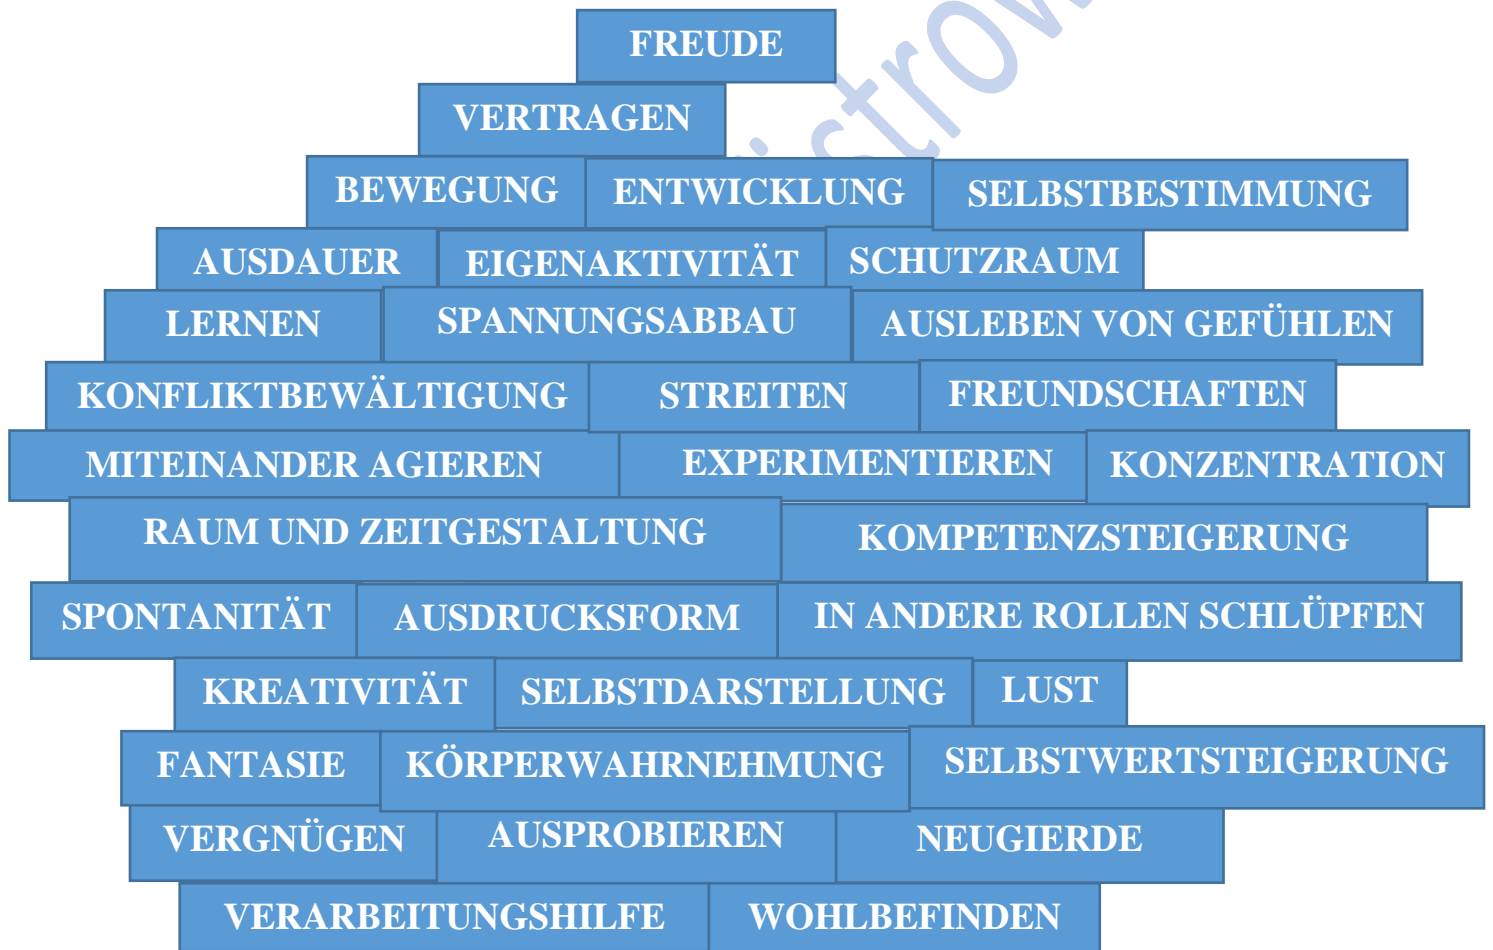 FREUDE
VERTRAGEN
BEWEGUNG ENTWICKLUNG SELBSTBESTIMMUNG
AUSDAUER EIGENAKTIVITÄT SCHUTZRAUM
LERNEN SPANNUNGSABBAU AUSLEBEN VON GEFÜHLEN
KONFLIKTBEWÄLTIGUNG STREITEN FREUNDSCHAFTEN
MITEINANDER AGIEREN EXPERIMENTIEREN KONZENTRATION
RAUM UND ZEITGESTALTUNG KOMPETENZSTEIGERUNG
SPONTANITÄT AUSDRUCKSFORM IN ANDERE ROLLEN SCHLÜPFEN
KREATIVITÄT SELBSTDARSTELLUNG LUST
FANTASIE KÖRPERWAHRNEHMUNG SELBSTWERTSTEIGERUNG
VERGNÜGEN AUSPROBIEREN NEUGIERDE
VERARBEITUNGSHILFE WOHLBEFINDEN